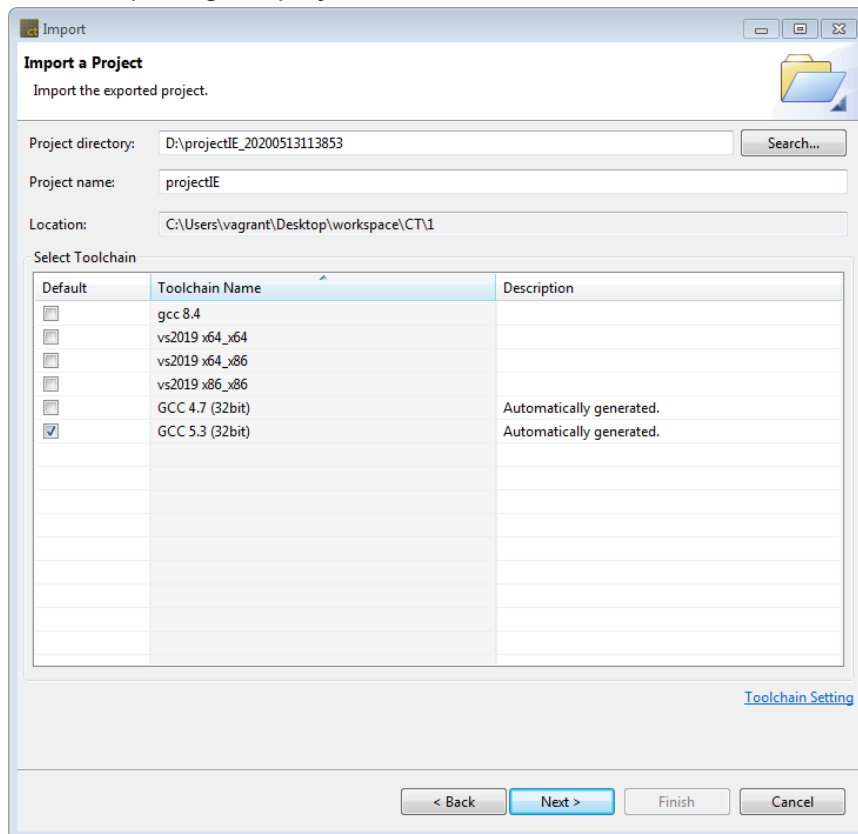 ct Import
Import a Project
Import the exported project.
Project directory: D:\projectIE_20200513113853 Search...
Project name: projectIE
Location: C:\Users\vagrant\Desktop\workspace\CT\1
Select Toolchain
Default Toolchain Name Description
gcc 8.4
vs2019 x64_x64
vs2019 x64_x86
vs2019 x86_x86
GCC 4.7 (32bit) Automatically generated.
GCC 5.3 (32bit) Automatically generated.
Toolchain Setting
< Back Next > Finish Cancel